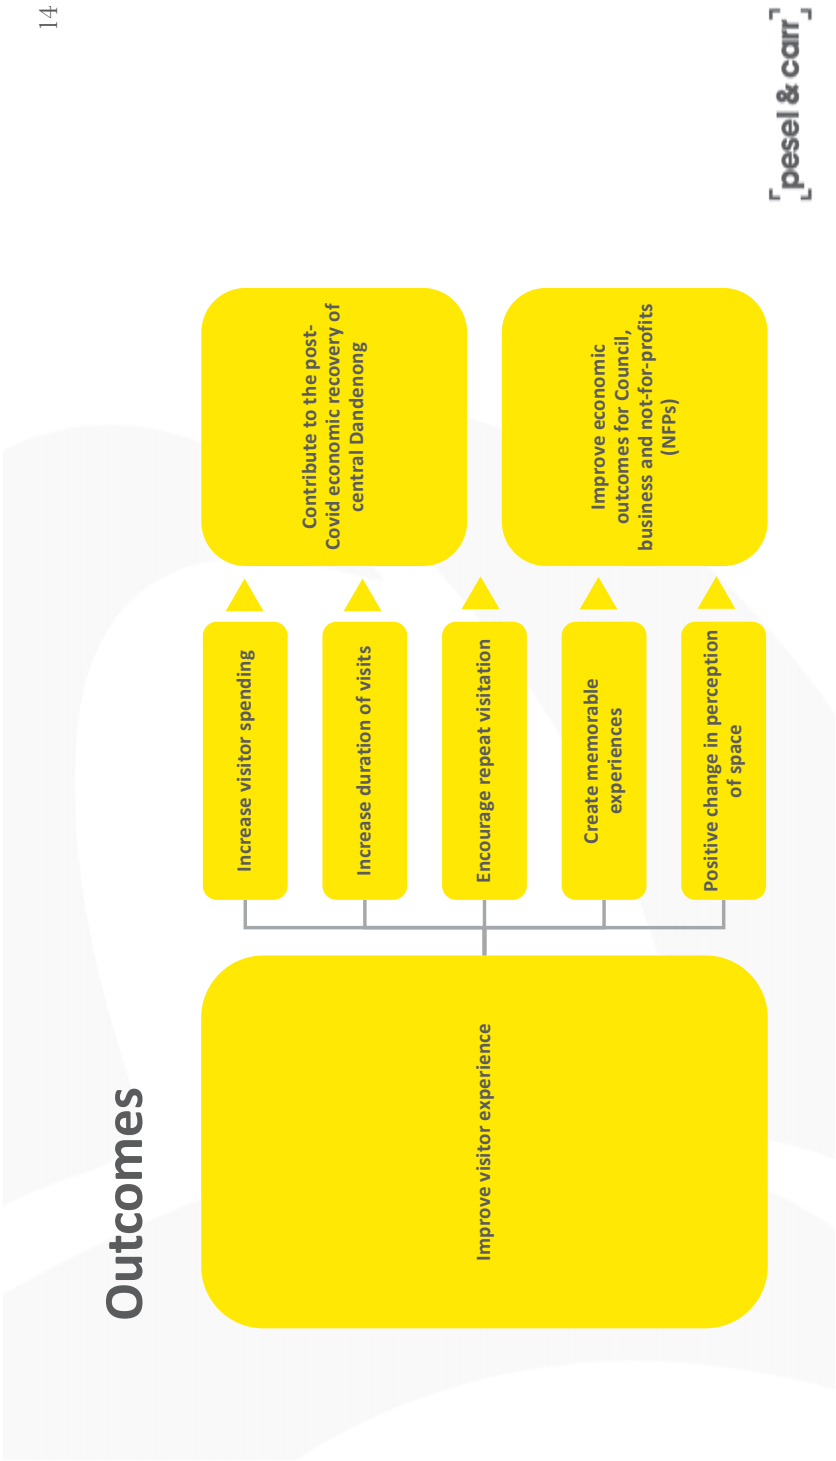 Outcomes
Improve visitor experience
Increase visitor spending
Increase duration of visits
Encourage repeat visitation
Create memorable
experiences
Positive change in perception
of space
Contribute to the post-
Covid economic recovery of
central Dandenong
Improve economic
outcomes for Council,
business and not-for-profits
(NFPs)
14
[pesel & carr]